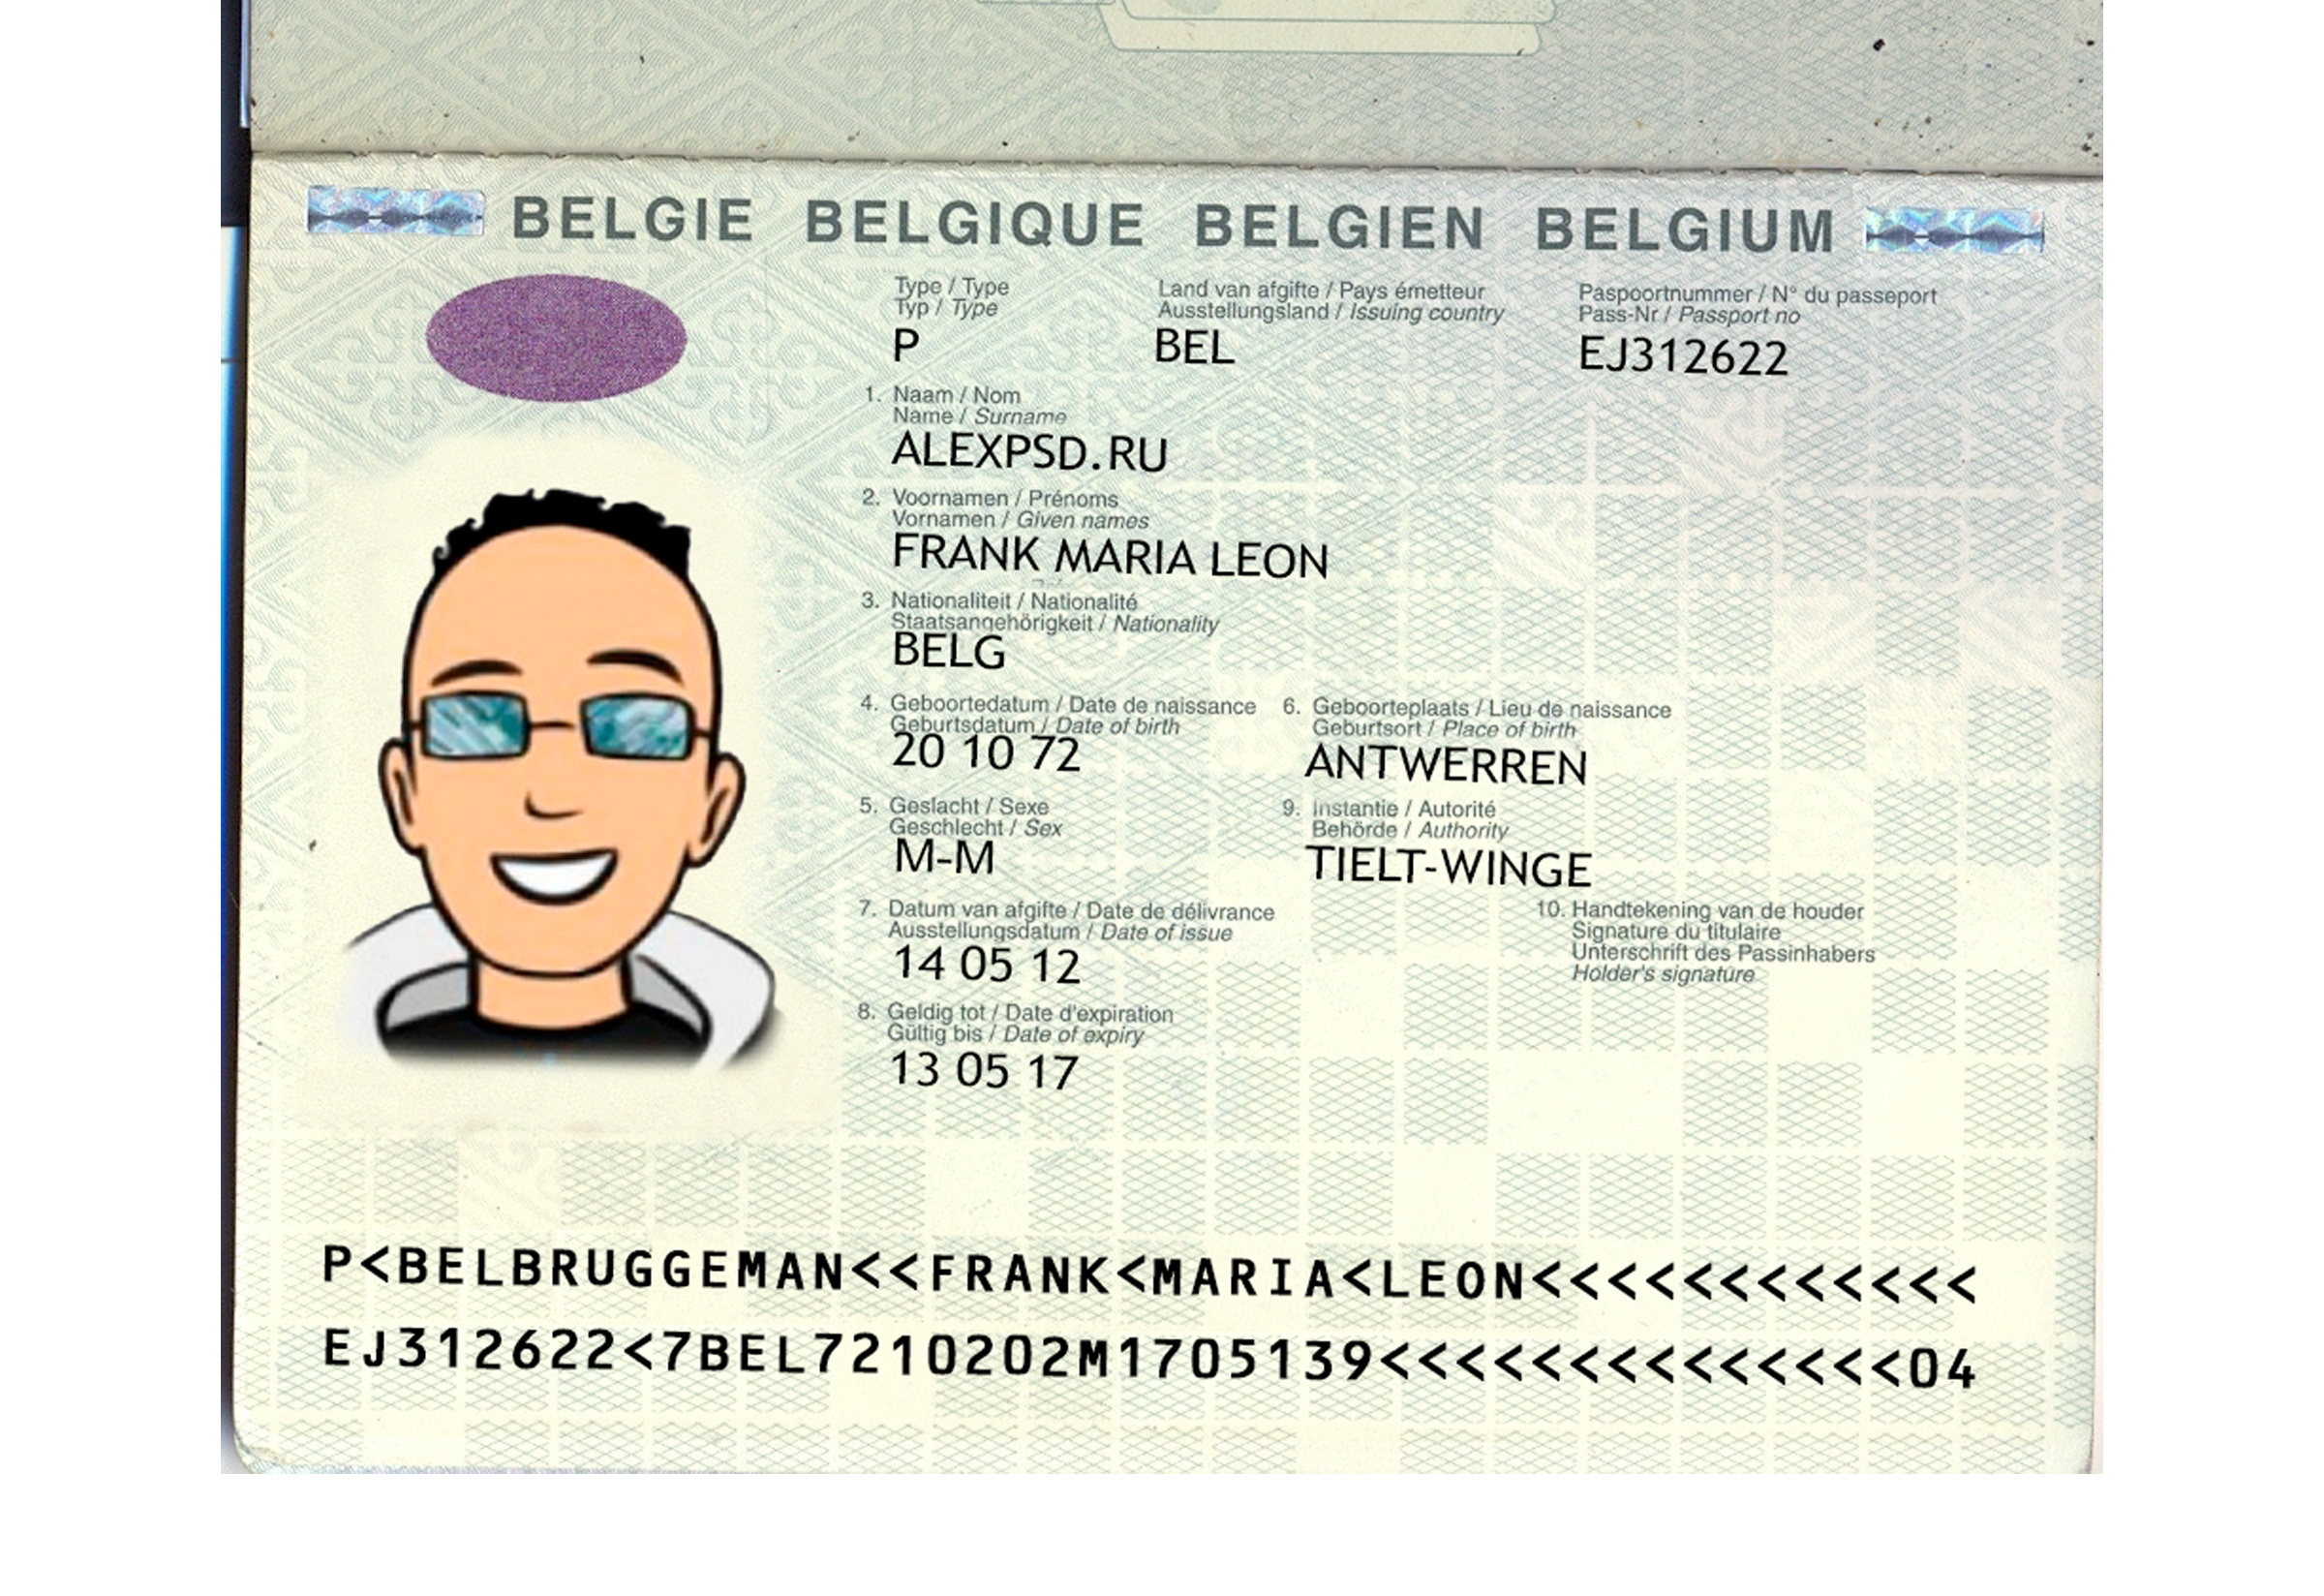 BELGIE BELGIQUE BELGIEN BELGIUM
Type / Type
Typ / Type
P
Land van afgifte / Pays émetteur
Ausstellungsland / Issuing country
BEL
Paspoortnummer / N° du passeport
Pass-Nr / Passport no
EJ312622
1. Naam / Nom
Name / Surname
ALEXPSD.RU
2. Voornamen / Prénoms
Vornamen / Given names
FRANK MARIA LEON
3. Nationaliteit / Nationalité
Staatsangehörigkeit / Nationality
BELG
4. Geboortedatum / Date de naissance
Geburtsdatum / Date of birth
20 10 72
6. Geboorteplaats / Lieu de naissance
Geburtsort / Place of birth
ANTWERREN
5. Geslacht / Sexe
Geschlecht / Sex
M-M
9. Instantie / Autorité
Behörde / Authority
TIELT-WINGE
7. Datum van afgifte / Date de délivrance
Ausstellungsdatum / Date of issue
14 05 12
10. Handtekening van de houder
Signature du titulaire
Unterschrift des Passinhabers
Holder's signature
8. Geldig tot / Date d'expiration
Gültig bis / Date of expiry
13 05 17
P<BELBRUGGEMAN<<FRANK<MARIA<LEON<<<<<<<<<<<<
EJ312622<7BEL7210202M1705139<<<<<<<<<<<<<<04